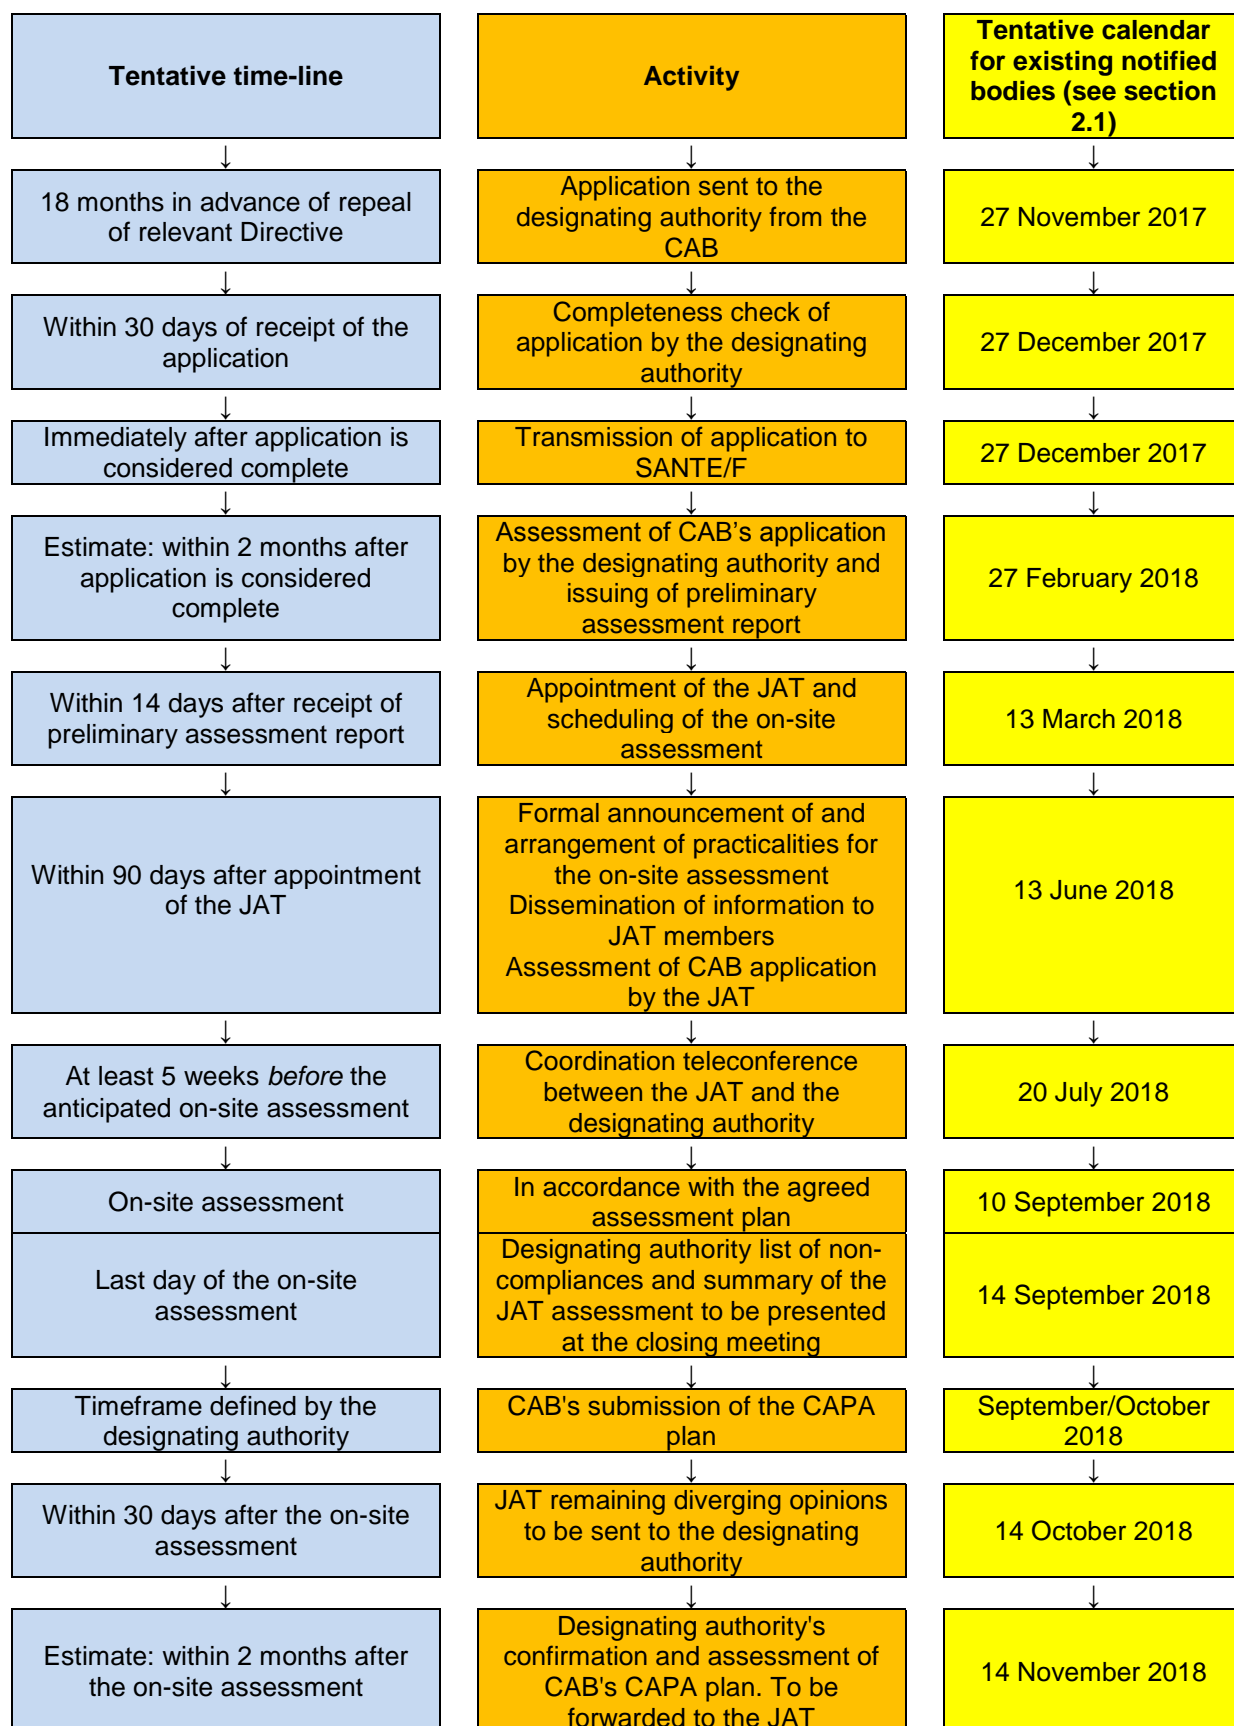 Tentative time-line
Activity
Tentative calendar
for existing notified
bodies (see section
2.1)
↓
↓
↓
18 months in advance of repeal
of relevant Directive
Application sent to the
designating authority from the
CAB
27 November 2017
↓
↓
↓
Within 30 days of receipt of the
application
Completeness check of
application by the designating
authority
27 December 2017
↓
↓
↓
Immediately after application is
considered complete
Transmission of application to
SANTE/F
27 December 2017
↓
↓
↓
Estimate: within 2 months after
application is considered
complete
Assessment of CAB’s application
by the designating authority and
issuing of preliminary
assessment report
27 February 2018
↓
↓
↓
Within 14 days after receipt of
preliminary assessment report
Appointment of the JAT and
scheduling of the on-site
assessment
13 March 2018
↓
↓
↓
Within 90 days after appointment
of the JAT
Formal announcement of and
arrangement of practicalities for
the on-site assessment
Dissemination of information to
JAT members
Assessment of CAB application
by the JAT
13 June 2018
↓
↓
↓
At least 5 weeks before the
anticipated on-site assessment
Coordination teleconference
between the JAT and the
designating authority
20 July 2018
↓
↓
↓
On-site assessment
In accordance with the agreed
assessment plan
10 September 2018
Last day of the on-site
assessment
Designating authority list of non-
compliances and summary of the
JAT assessment to be presented
at the closing meeting
14 September 2018
↓
↓
↓
Timeframe defined by the
designating authority
CAB's submission of the CAPA
plan
September/October
2018
↓
↓
↓
Within 30 days after the on-site
assessment
JAT remaining diverging opinions
to be sent to the designating
authority
14 October 2018
↓
↓
↓
Estimate: within 2 months after
the on-site assessment
Designating authority's
confirmation and assessment of
CAB's CAPA plan. To be
forwarded to the JAT
14 November 2018